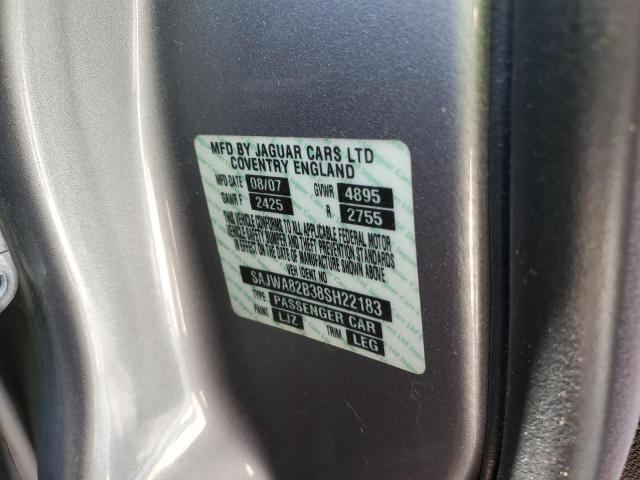 MFD BY JAGUAR CARS LTD
COVENTRY ENGLAND
MFD DATE 08/07 GVWR 4895
GAWR F 2425 R 2755
THIS VEHICLE CONFORMS TO ALL APPLICABLE FEDERAL MOTOR
VEHICLE SAFETY BUMPER AND THEFT PREVENTION STANDARDS
IN EFFECT ON THE DATE OF MANUFACTURE SHOWN ABOVE
VEH IDENT NO
SAJWA82B38SH22183
TYPE PASSENGER CAR
PAINT LJZ TRIM LEG